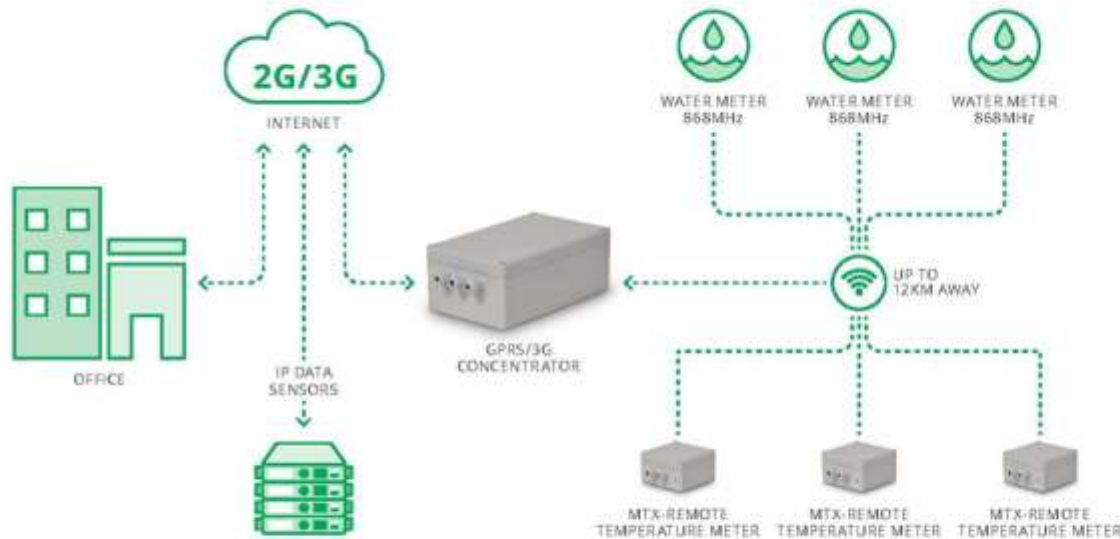 2G/3G
INTERNET
WATER METER
868MHz
WATER METER
868MHz
WATER METER
868MHz
UP TO
12KM AWAY
GPRS/3G
CONCENTRATOR
OFFICE
IP DATA
SENSORS
MTX-REMOTE
TEMPERATURE METER
MTX-REMOTE
TEMPERATURE METER
MTX-REMOTE
TEMPERATURE METER